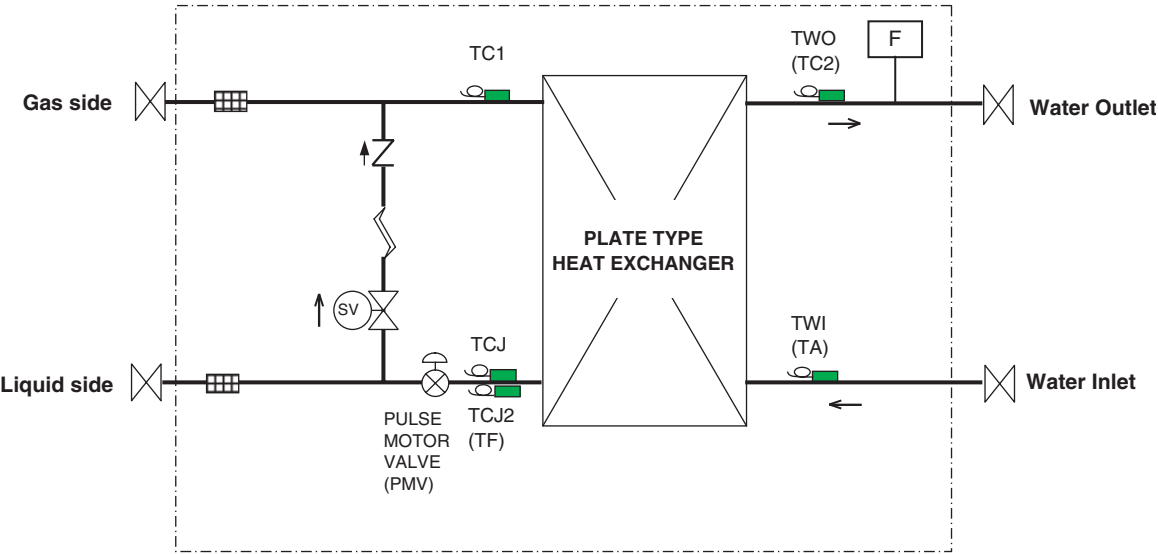 F
TWO
(TC2)
TC1
Gas side
Water Outlet
PLATE TYPE
HEAT EXCHANGER
SV
TWI
(TA)
TCJ
Liquid side
Water Inlet
TCJ2
(TF)
PULSE
MOTOR
VALVE
(PMV)